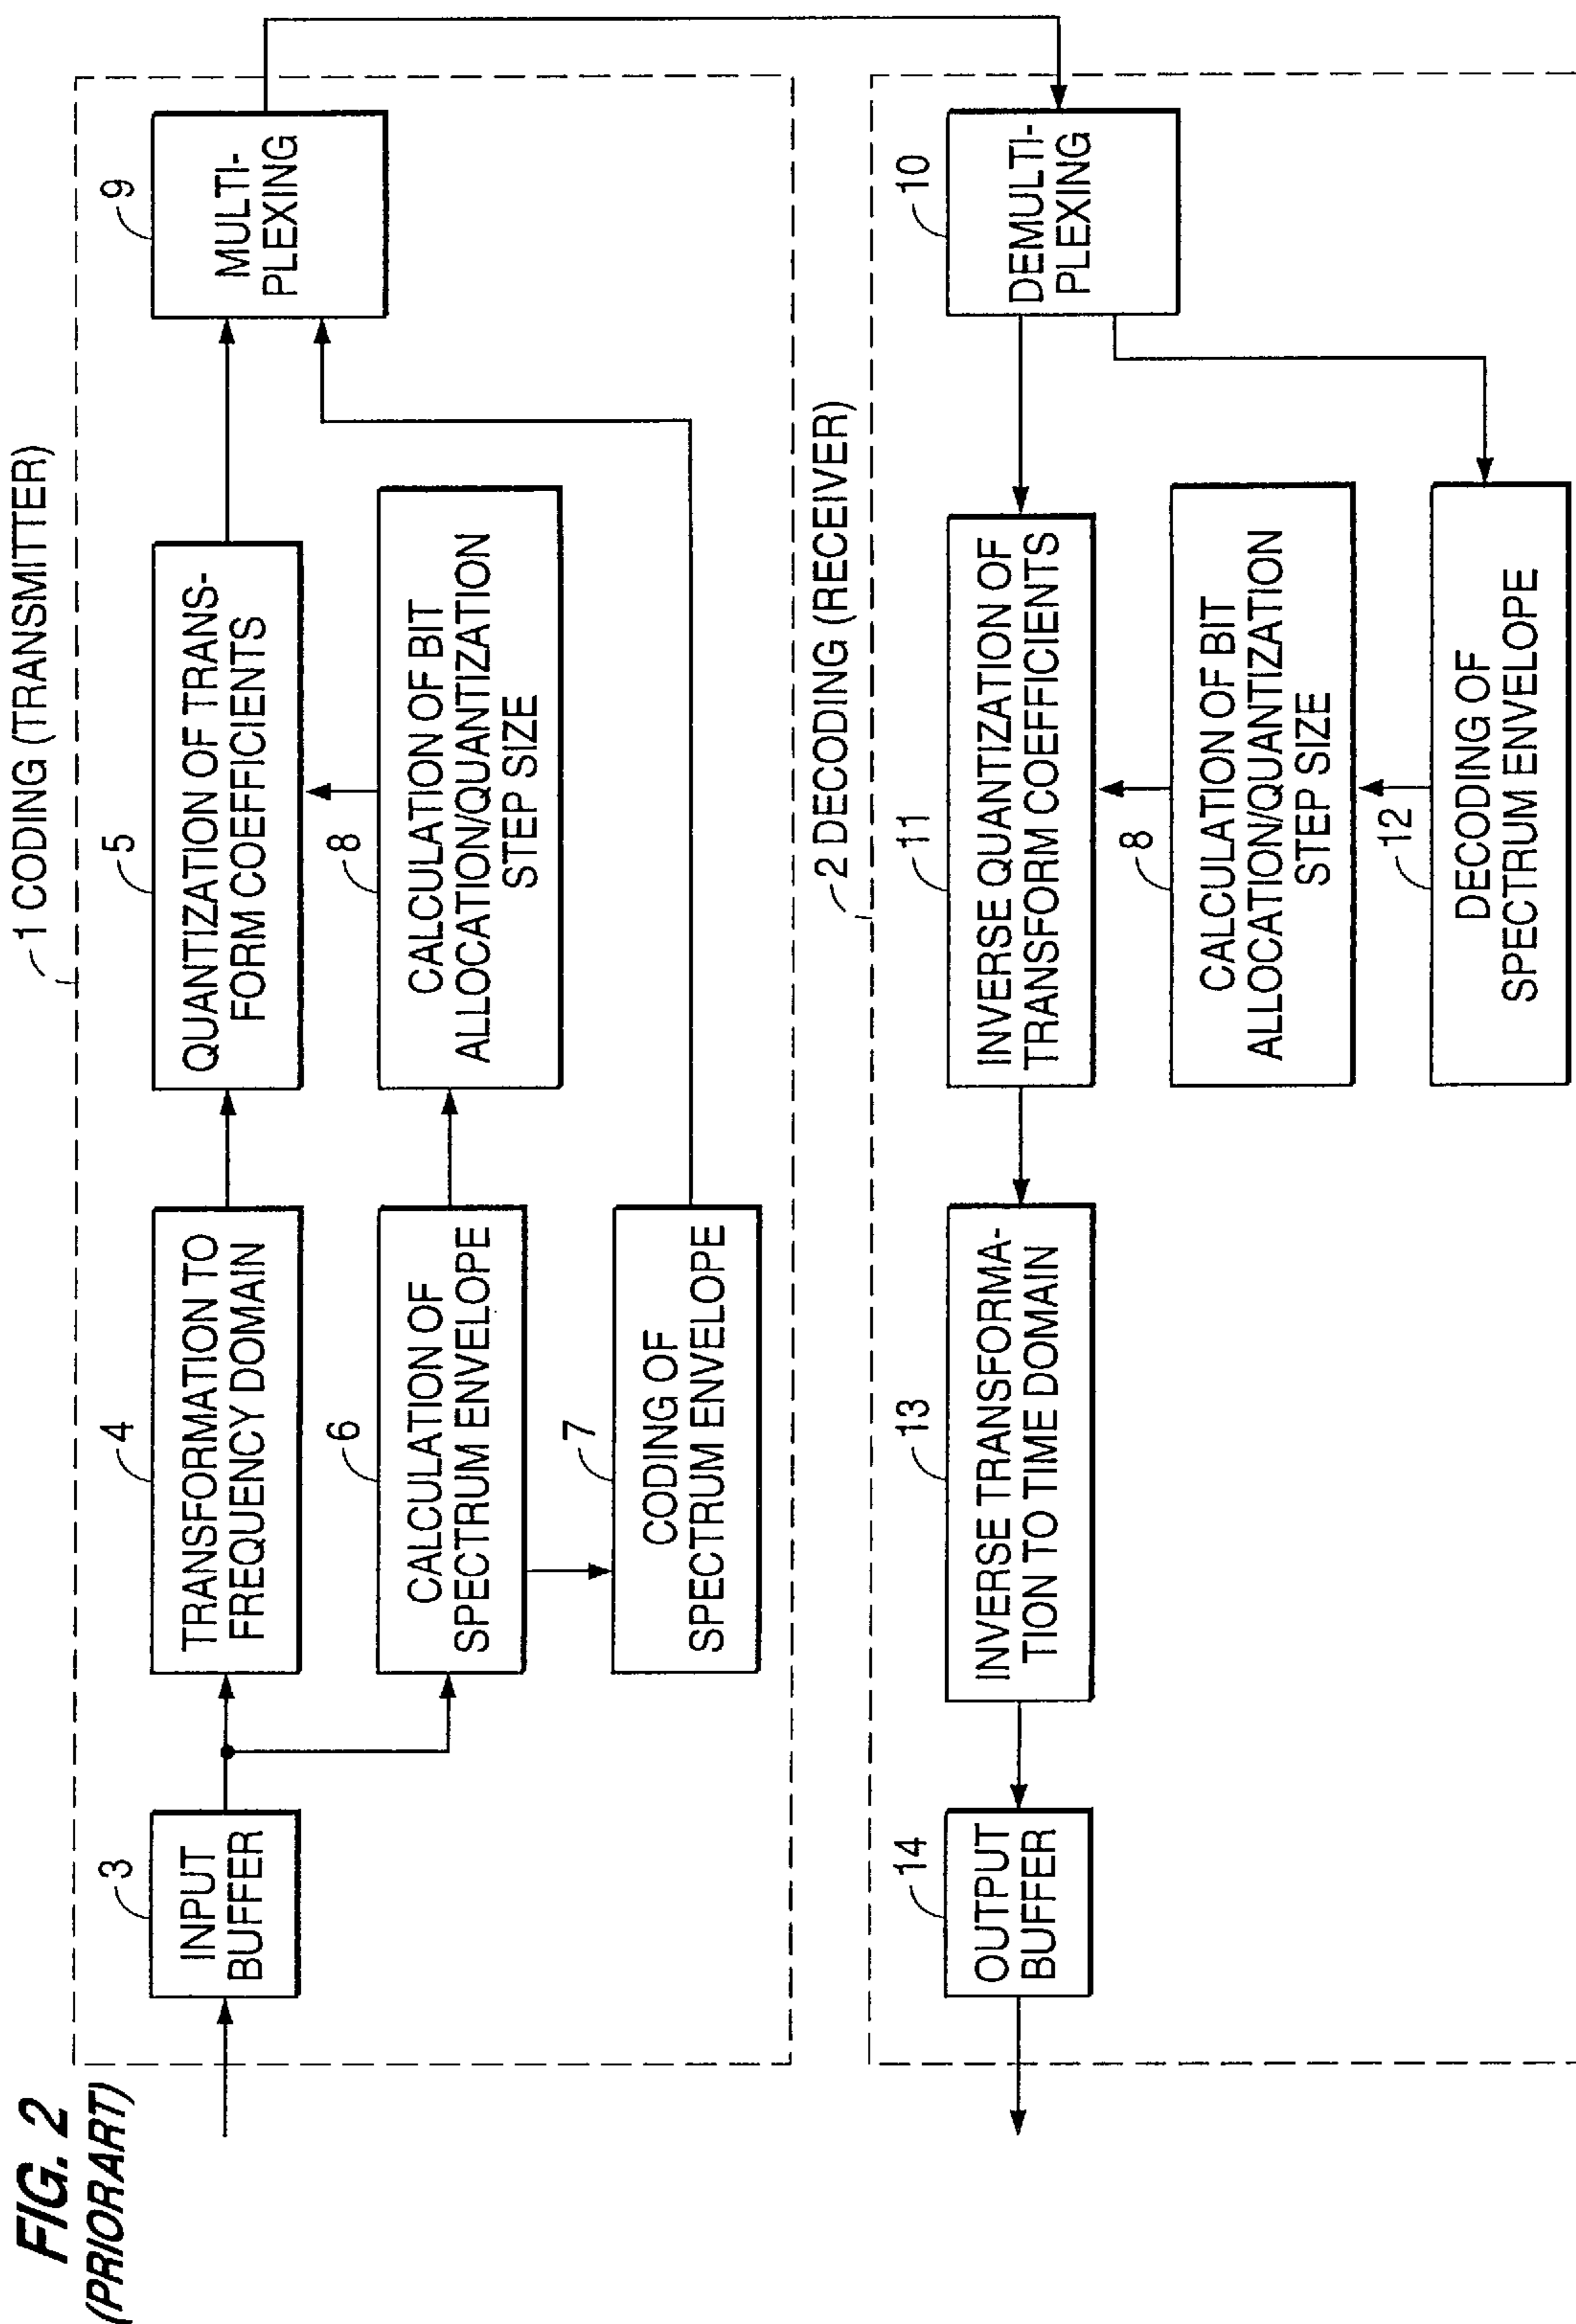 FIG. 2
(PRIORART)
1 CODING (TRANSMITTER)
3
INPUT
BUFFER
4
TRANSFORMATION TO
FREQUENCY DOMAIN
5
QUANTIZATION OF TRANS-
FORM COEFFICIENTS
9
MULTI-
PLEXING
6
CALCULATION OF
SPECTRUM ENVELOPE
8
CALCULATION OF BIT
ALLOCATION/QUANTIZATION
STEP SIZE
7
CODING OF
SPECTRUM ENVELOPE
2 DECODING (RECEIVER)
14
OUTPUT
BUFFER
13
INVERSE TRANSFORMA-
TION TO TIME DOMAIN
11
INVERSE QUANTIZATION OF
TRANSFORM COEFFICIENTS
10
DEMULTI-
PLEXING
8
CALCULATION OF BIT
ALLOCATION/QUANTIZATION
STEP SIZE
12
DECODING OF
SPECTRUM ENVELOPE